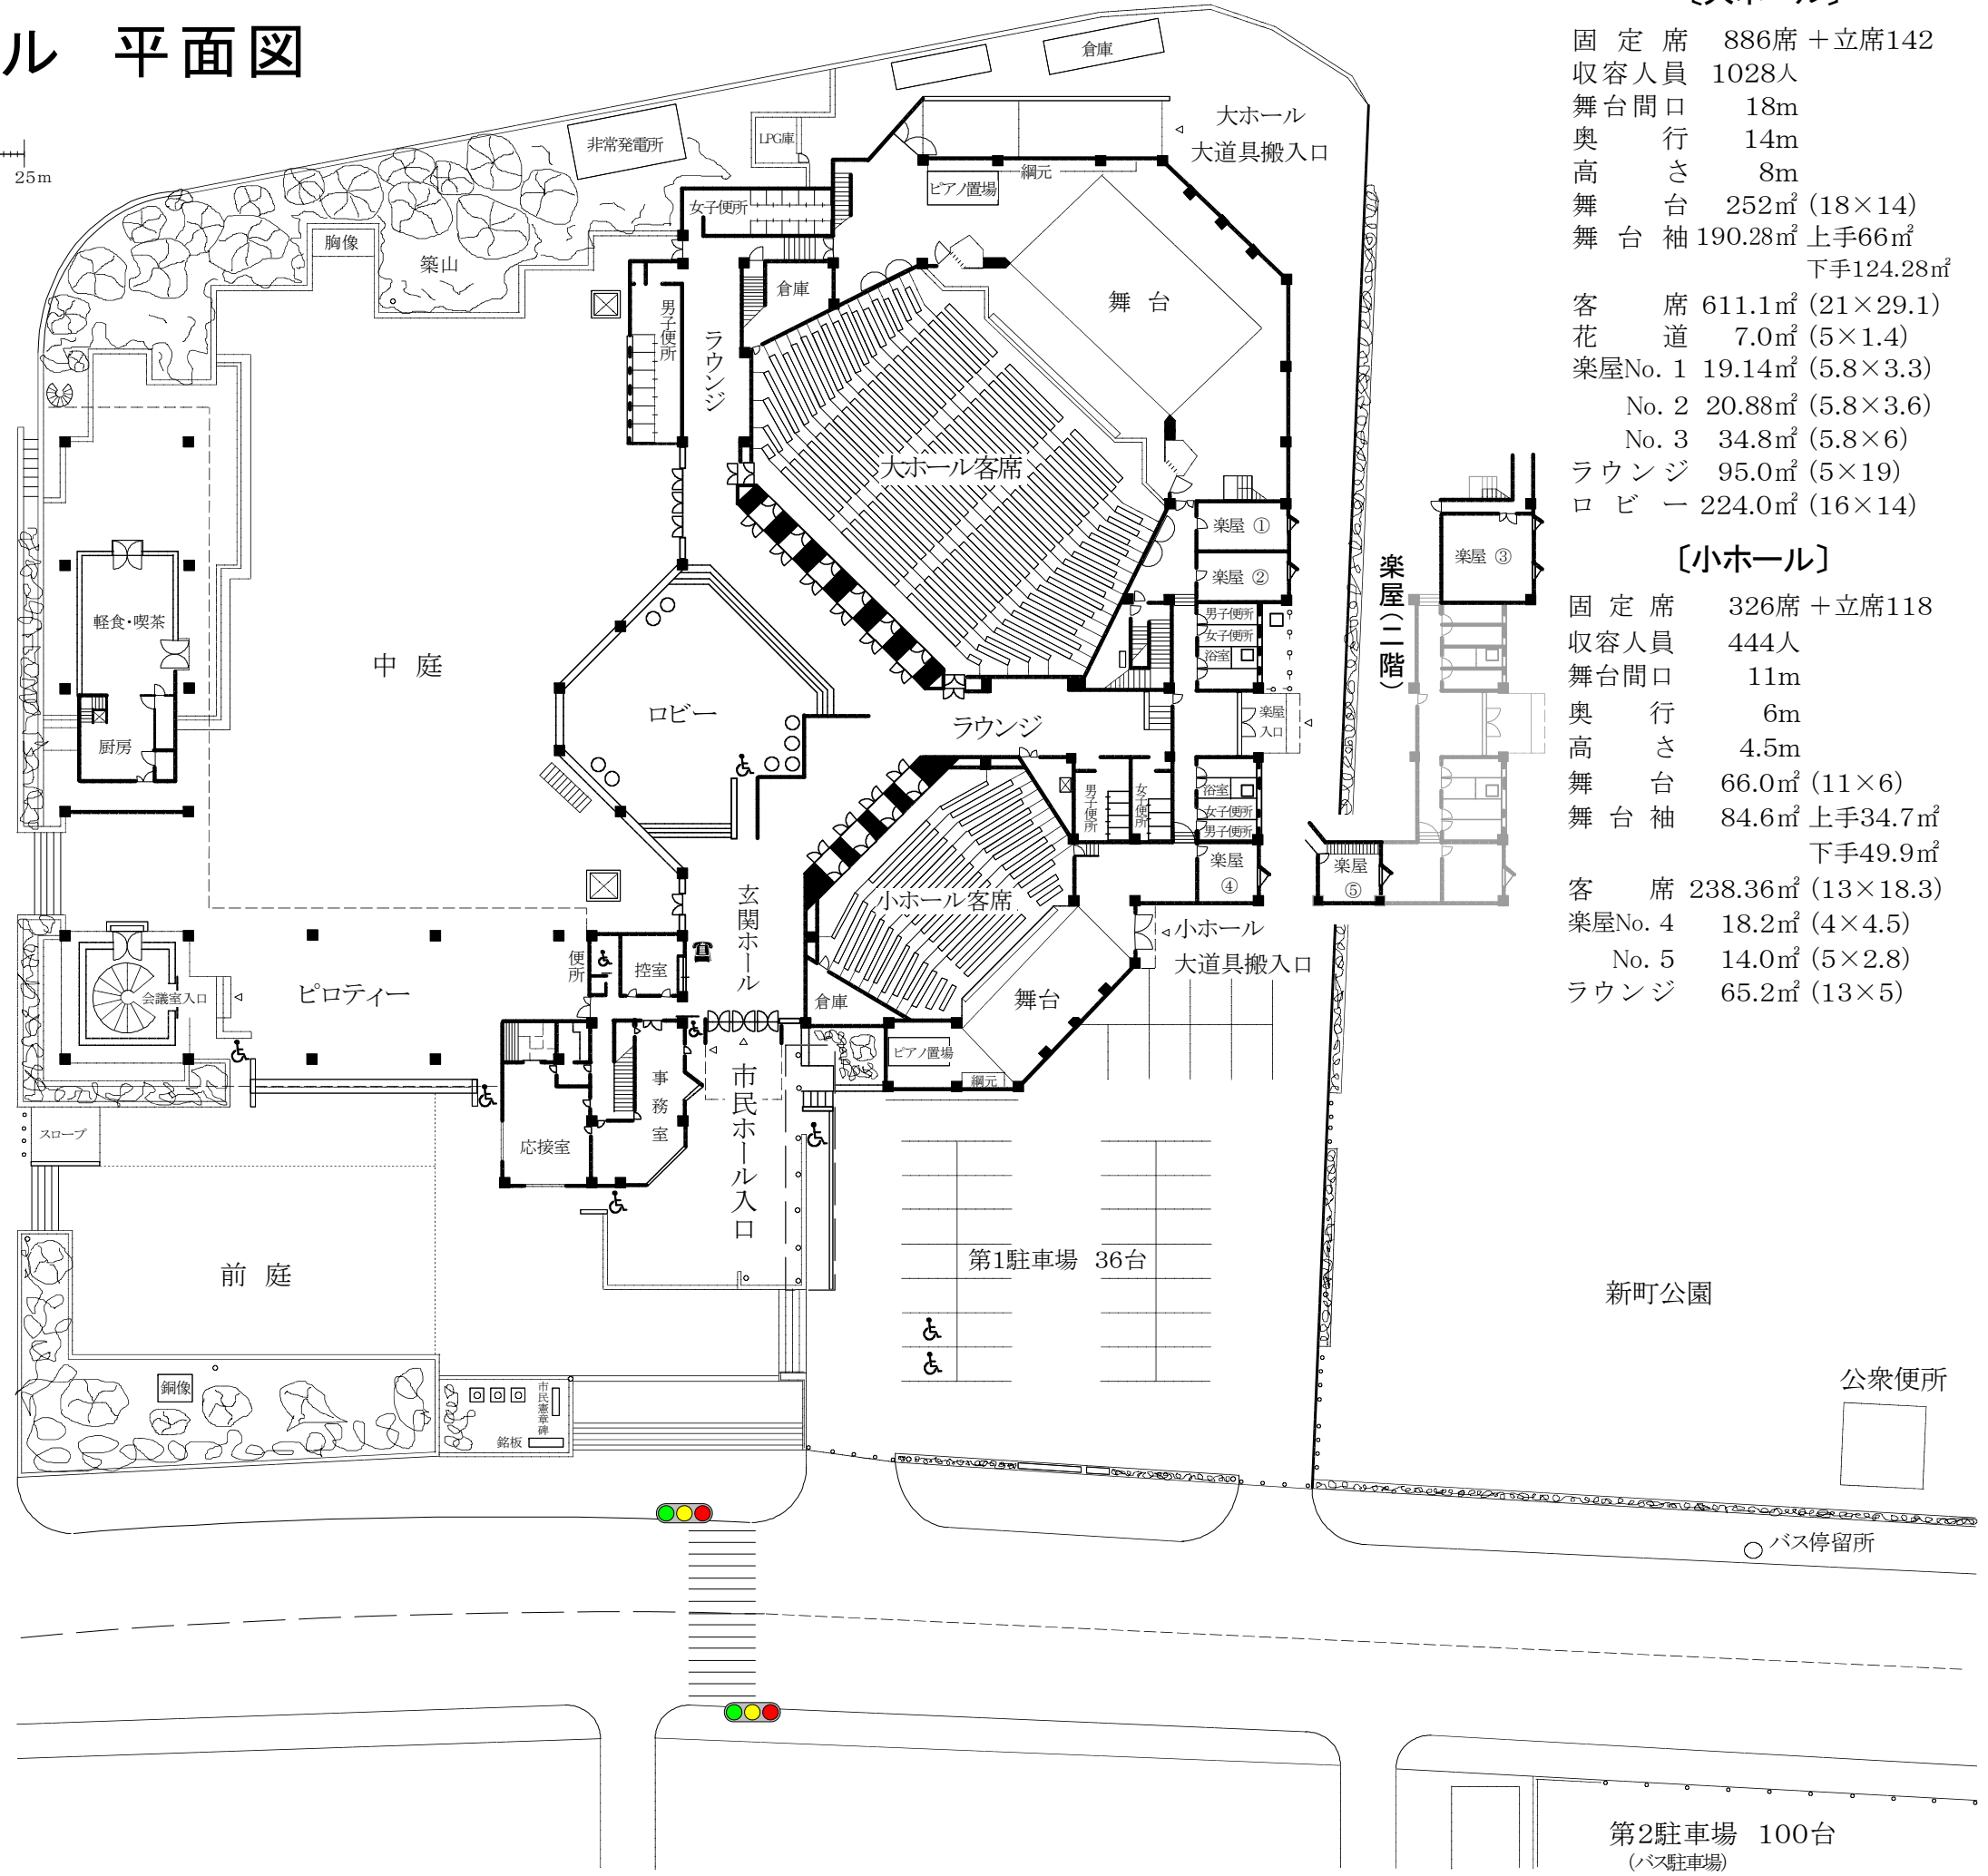 ル 平面図
25m
倉庫
大ホール
大道具搬入口
非常発電所
LPG庫
綱元
ピアノ置場
女子便所
胸像
築山
倉庫
舞台
男子便所
ラウンジ
大ホール客席
楽屋 ①
楽屋 ②
楽屋 ③
楽屋(二階)
男子便所
女子便所
浴室
軽食・喫茶
中庭
ロビー
ラウンジ
楽屋
入口
厨房
男子便所
女子便所
浴室
女子便所
男子便所
楽屋
④
楽屋
⑤
小ホール客席
玄関ホール
小ホール
大道具搬入口
便所
控室
会議室入口
ピロティー
倉庫
舞台
ピアノ置場
綱元
事務室
市民ホール入口
スロープ
応接室
第1駐車場 36台
前庭
新町公園
銅像
市民憲章碑
銘板
公衆便所
バス停留所
第2駐車場 100台
(バス駐車場)
固定席 886席 +立席142
収容人員 1028人
舞台間口 18m
奥行 14m
高さ 8m
舞台 252㎡ (18×14)
舞台袖 190.28㎡ 上手66㎡
下手124.28㎡
客席 611.1㎡ (21×29.1)
花道 7.0㎡ (5×1.4)
楽屋No. 1 19.14㎡ (5.8×3.3)
No. 2 20.88㎡ (5.8×3.6)
No. 3 34.8㎡ (5.8×6)
ラウンジ 95.0㎡ (5×19)
ロビー 224.0㎡ (16×14)
〔小ホール〕
固定席 326席 +立席118
収容人員 444人
舞台間口 11m
奥行 6m
高さ 4.5m
舞台 66.0㎡ (11×6)
舞台袖 84.6㎡ 上手34.7㎡
下手49.9㎡
客席 238.36㎡ (13×18.3)
楽屋No. 4 18.2㎡ (4×4.5)
No. 5 14.0㎡ (5×2.8)
ラウンジ 65.2㎡ (13×5)